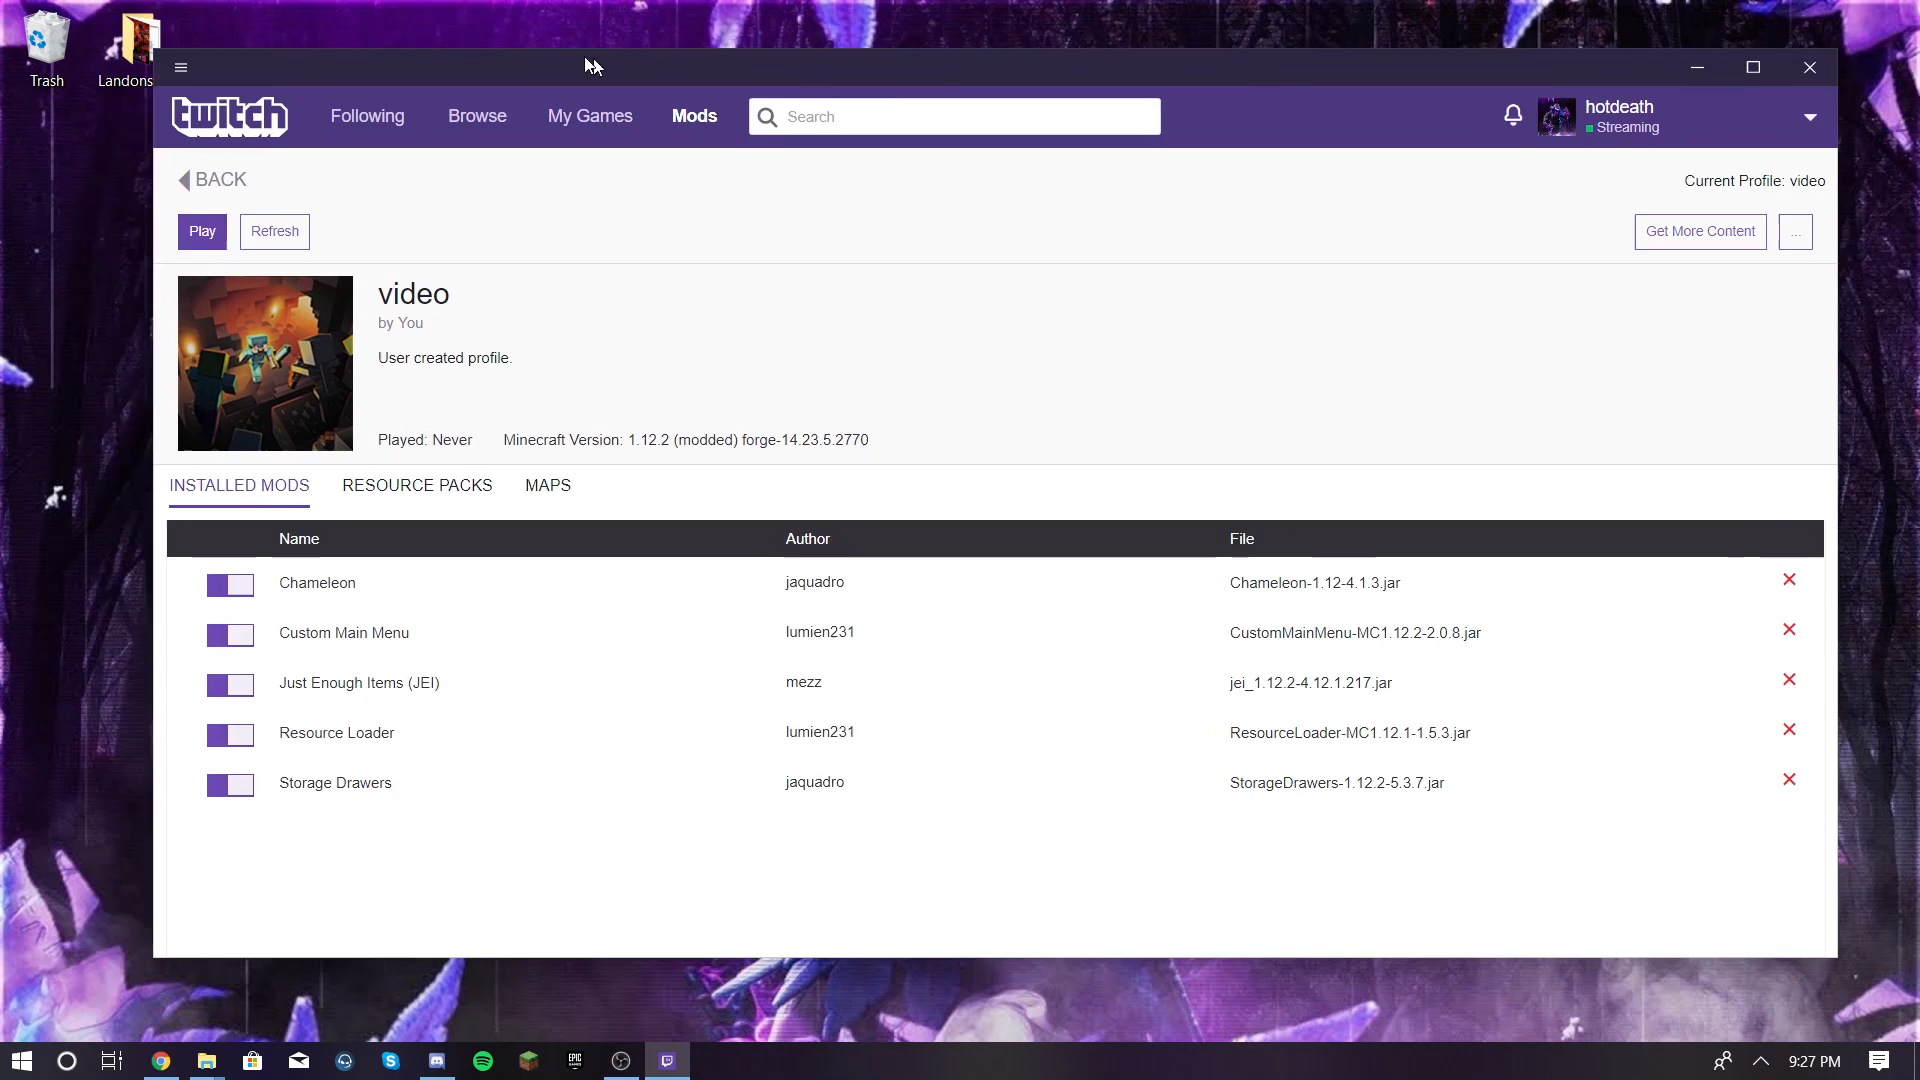 Trash
Landons
twitch
Following
Browse
My Games
Mods
Search
hotdeath
Streaming
BACK
Current Profile: video
Play
Refresh
Get More Content
...
video
by You
User created profile.
Played: Never
Minecraft Version: 1.12.2 (modded) forge-14.23.5.2770
INSTALLED MODS
RESOURCE PACKS
MAPS
Name Author File
Chameleon jaquadro Chameleon-1.12-4.1.3.jar
Custom Main Menu lumien231 CustomMainMenu-MC1.12.2-2.0.8.jar
Just Enough Items (JEI) mezz jei_1.12.2-4.12.1.217.jar
Resource Loader lumien231 ResourceLoader-MC1.12.1-1.5.3.jar
Storage Drawers jaquadro StorageDrawers-1.12.2-5.3.7.jar
EPIC
GAMES
9:27 PM